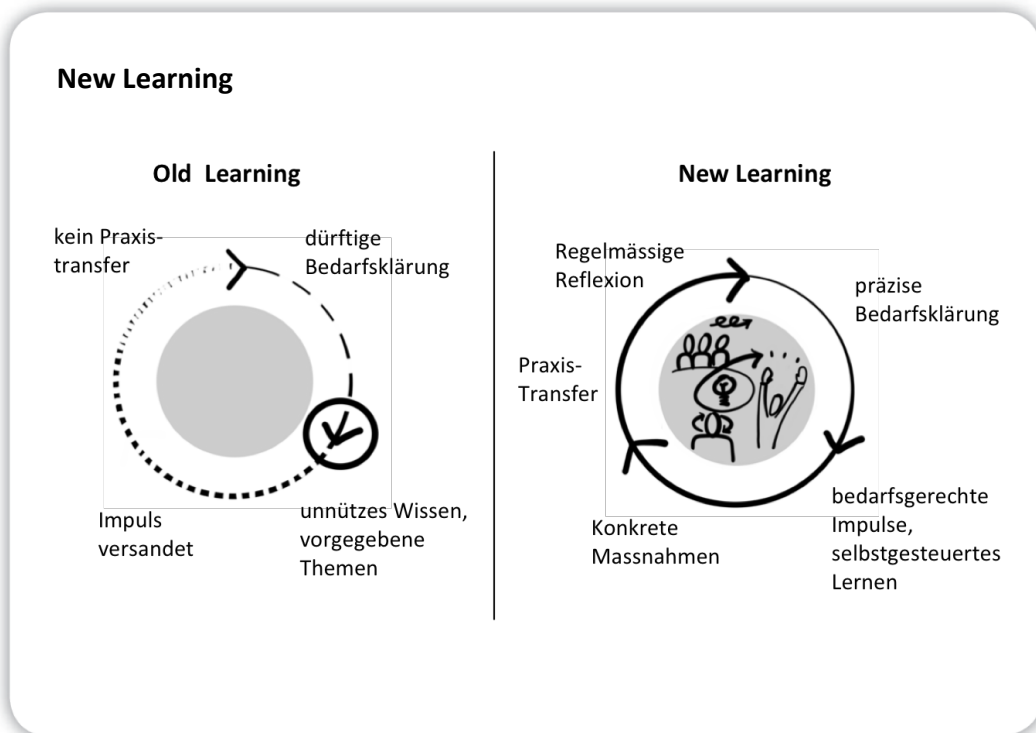 New Learning
Old  Learning
kein Praxis-
transfer
dürftige
Bedarfsklärung
Impuls
versandet
unnützes Wissen,
vorgegebene
Themen
New Learning
Regelmässige
Reflexion
präzise
Bedarfsklärung
Praxis-
Transfer
Konkrete
Massnahmen
bedarfsgerechte
Impulse,
selbstgesteuertes
Lernen